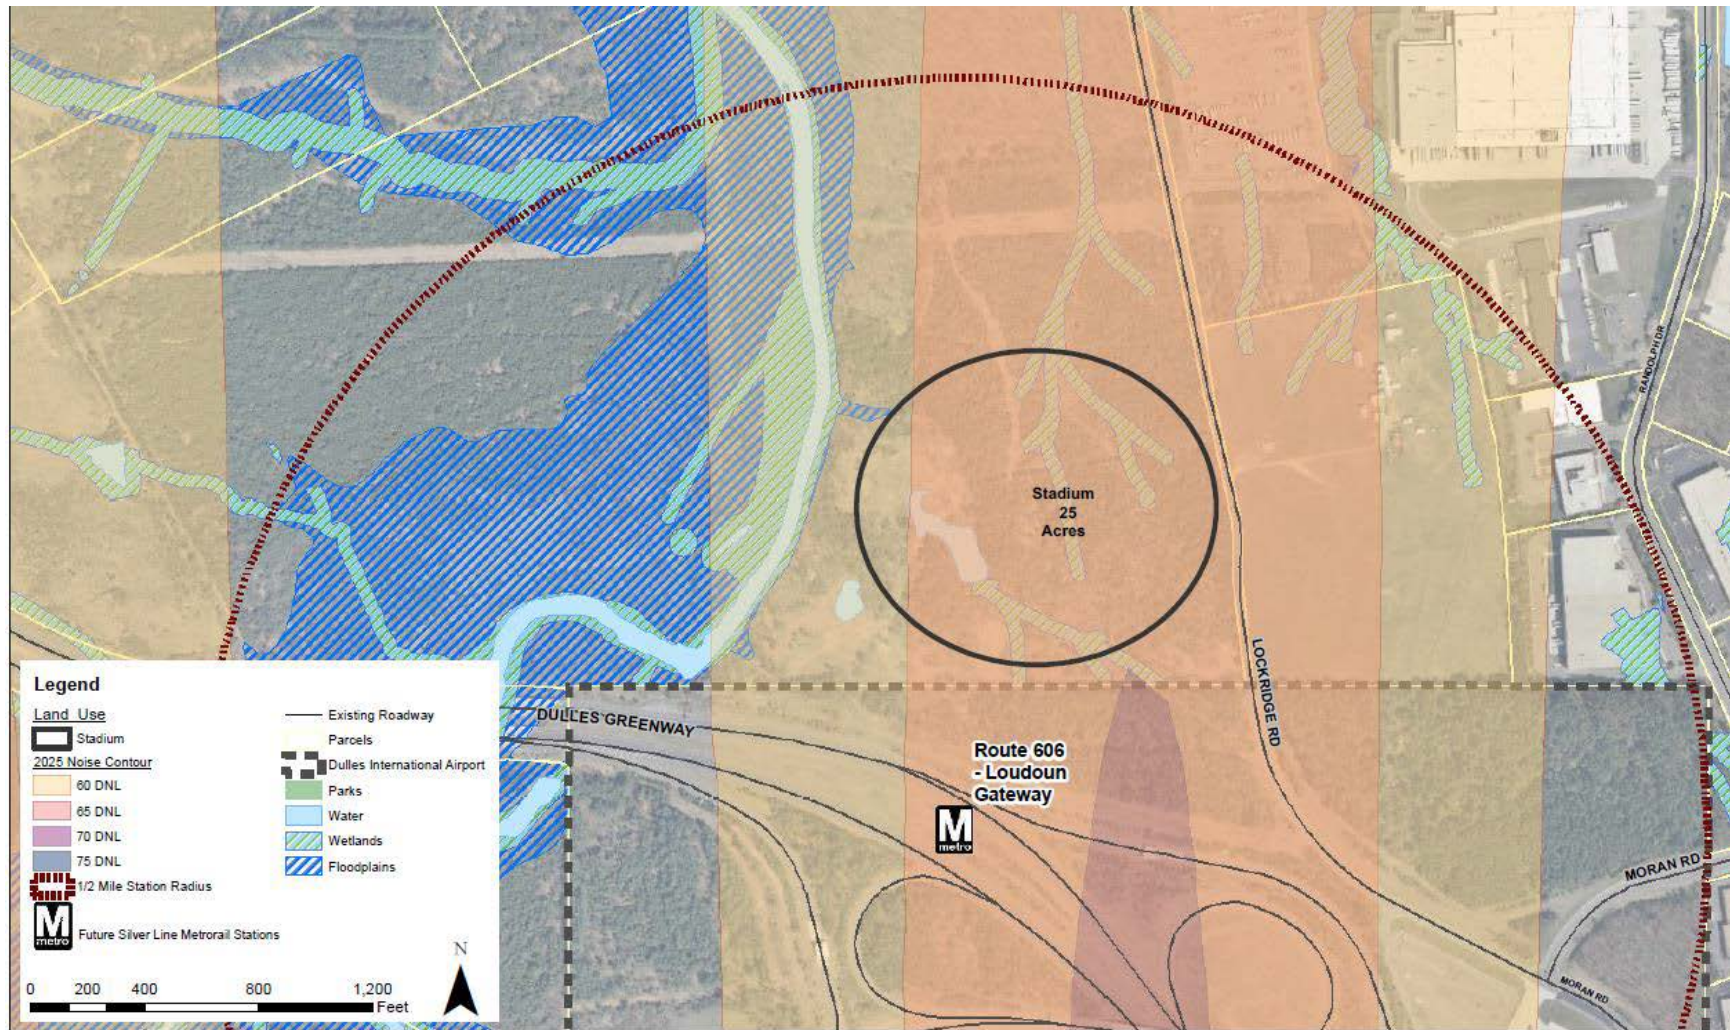 RANDOLPH DR
Stadium
25
Acres
LOCKRIDGE RD
DULLES GREENWAY
Route 606
- Loudoun
Gateway
M
metro
MORAN RD
MORAN RD
Legend
Land Use
Stadium
2025 Noise Contour
60 DNL
65 DNL
70 DNL
75 DNL
1/2 Mile Station Radius
M
metro
Future Silver Line Metrorail Stations
Existing Roadway
Parcels
Dulles International Airport
Parks
Water
Wetlands
Floodplains
N
0 200 400 800 1,200
Feet